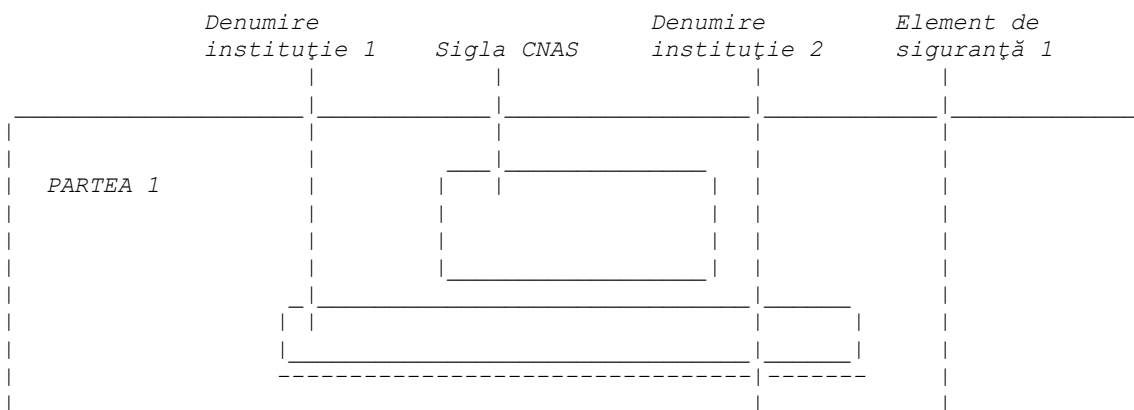 Denumire Denumire Element de
instituţie 1 Sigla CNAS instituţie 2 siguranţă 1
PARTEA 1